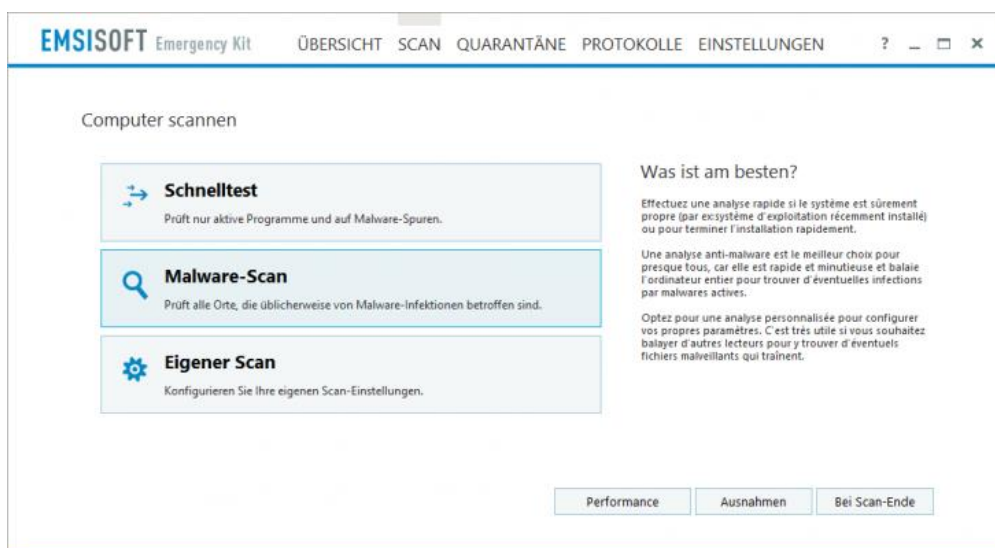 EMSISOFT Emergency Kit
ÜBERSICHT SCAN QUARANTÄNE PROTOKOLLE EINSTELLUNGEN ?
Computer scannen
Schnelltest
Prüft nur aktive Programme und auf Malware-Spuren.
Malware-Scan
Prüft alle Orte, die üblicherweise von Malware-Infektionen betroffen sind.
Eigener Scan
Konfigurieren Sie Ihre eigenen Scan-Einstellungen.
Was ist am besten?
Effectuez une analyse rapide si le système est sûrement
propre (par ex:système d'exploitation récemment installé)
ou pour terminer l'installation rapidement.
Une analyse anti-malware est le meilleur choix pour
presque tous, car elle est rapide et minutieuse et balaie
l'ordinateur entier pour trouver d'éventuelles infections
par malwares actives.
Optez pour une analyse personnalisée pour configurer
vos propres paramètres. C'est très utile si vous souhaitez
balayer d'autres lecteurs pour y trouver d'éventuels
fichiers malveillants qui traînent.
Performance
Ausnahmen
Bei Scan-Ende